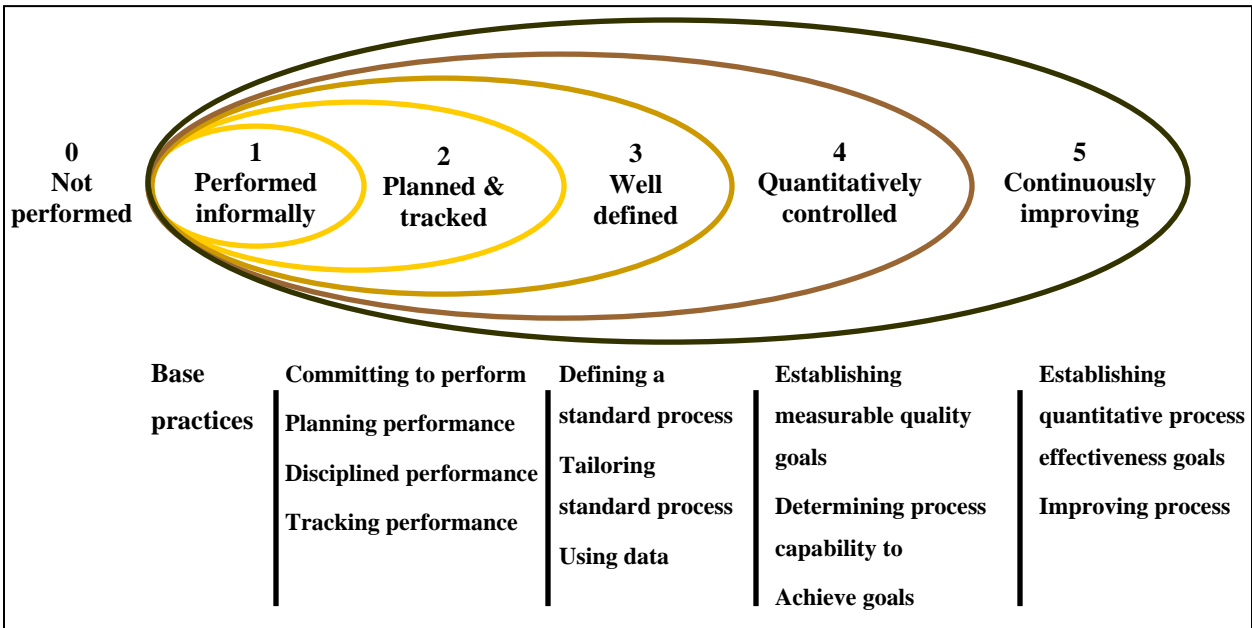 0
Not
performed
1
Performed
informally
2
Planned &
tracked
3
Well
defined
4
Quantitatively
controlled
5
Continuously
improving
Base
practices
Committing to perform
Planning performance
Disciplined performance
Tracking performance
Defining a
standard process
Tailoring
standard process
Using data
Establishing
measurable quality
goals
Determining process
capability to
Achieve goals
Establishing
quantitative process
effectiveness goals
Improving process